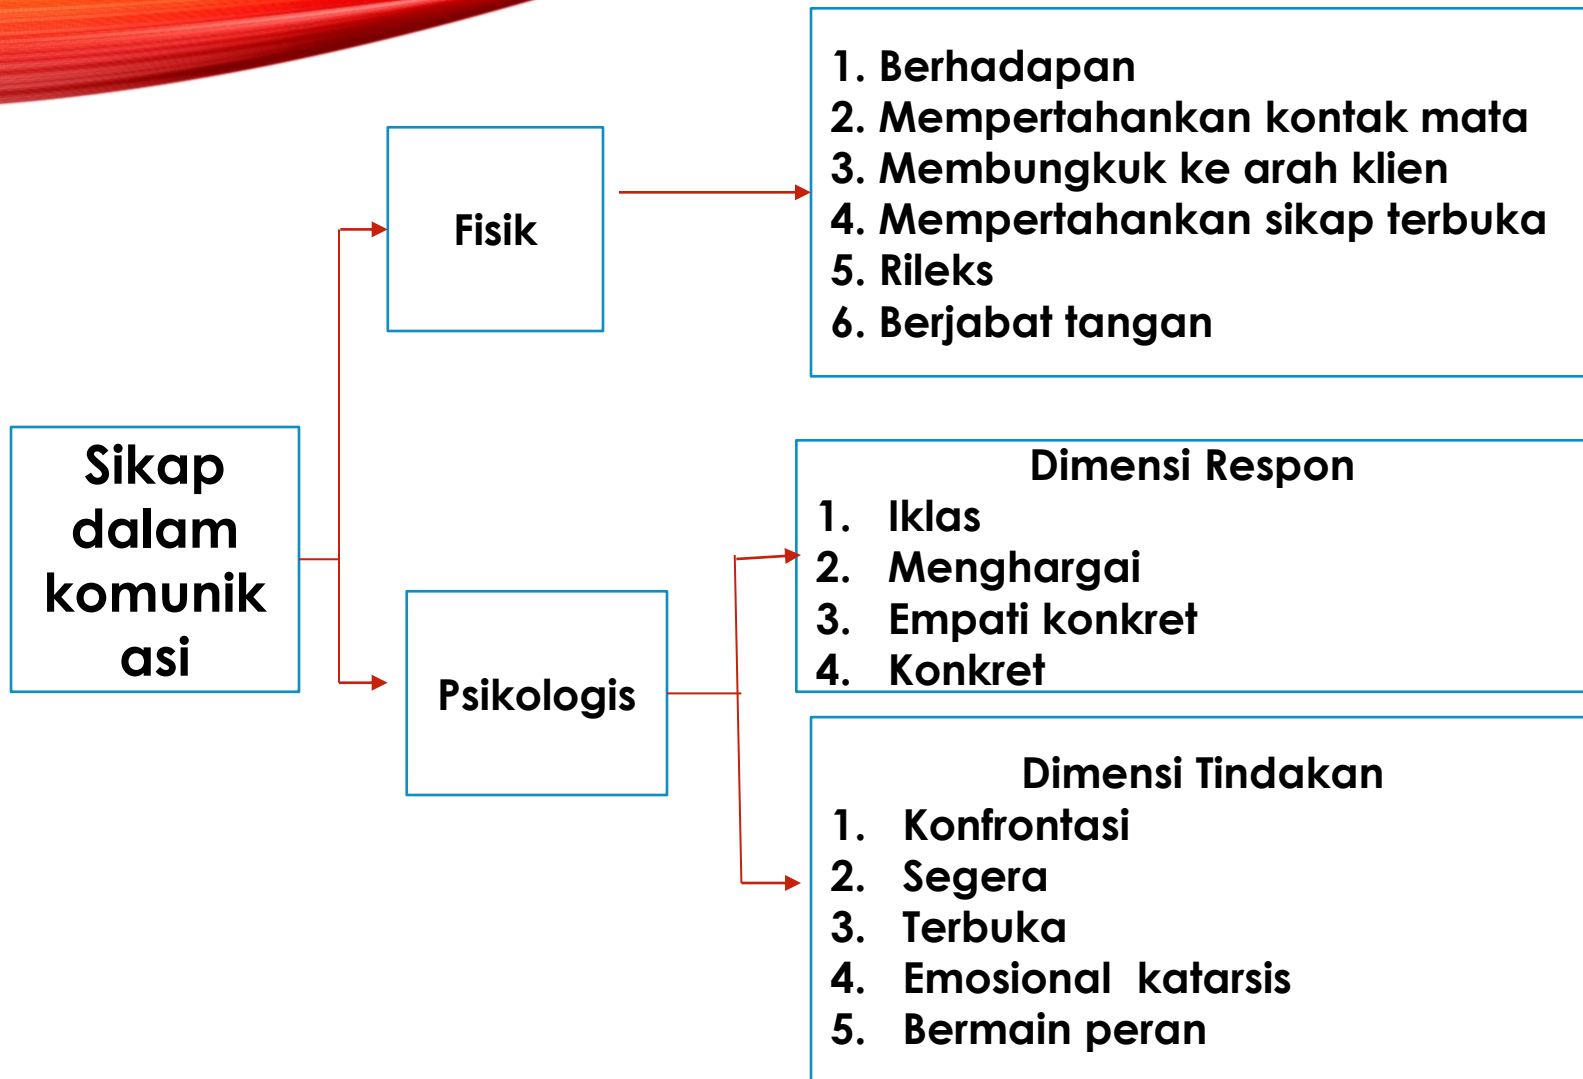 Sikap
dalam
komunik
asi
Fisik
1. Berhadapan
2. Mempertahankan kontak mata
3. Membungkuk ke arah klien
4. Mempertahankan sikap terbuka
5. Rileks
6. Berjabat tangan
Psikologis
Dimensi Respon
1. Iklas
2. Menghargai
3. Empati konkret
4. Konkret
Dimensi Tindakan
1. Konfrontasi
2. Segera
3. Terbuka
4. Emosional katarsis
5. Bermain peran